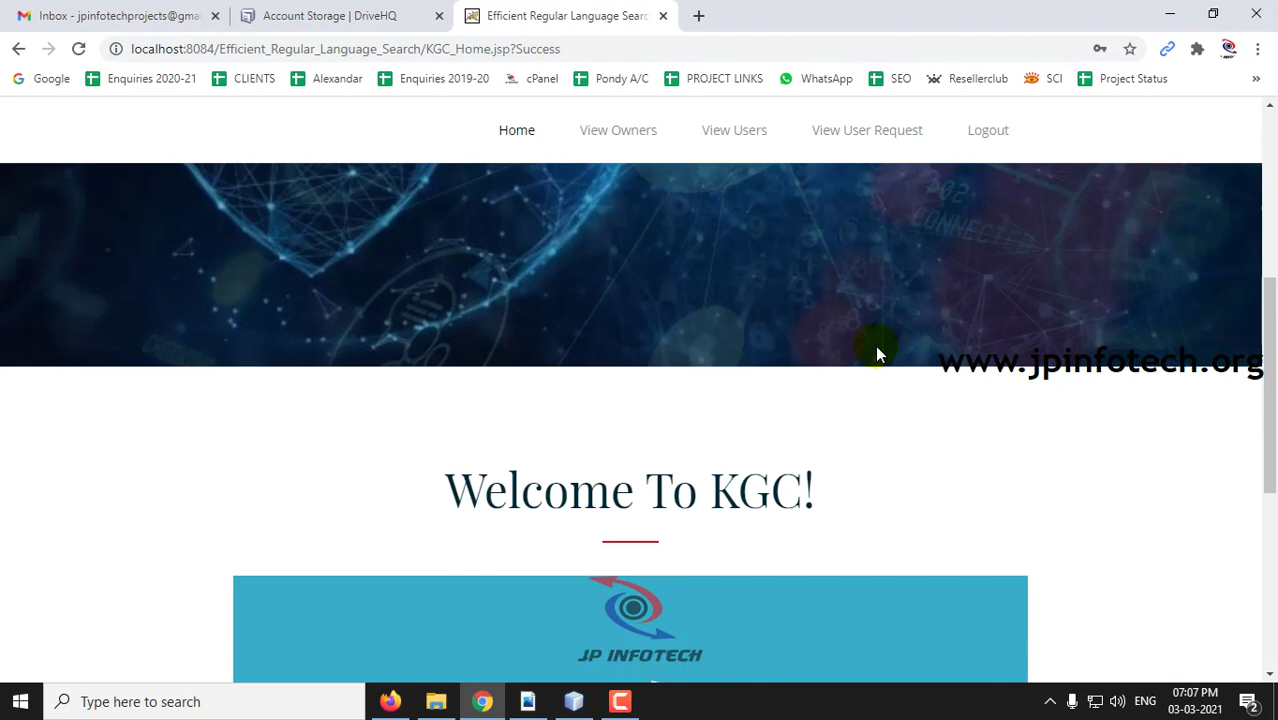 Inbox - jpinfotechprojects@gma
Account Storage | DriveHQ
Efficient Regular Language Searc
localhost:8084/Efficient_Regular_Language_Search/KGC_Home.jsp?Success
Google
Enquiries 2020-21
CLIENTS
Alexandar
Enquiries 2019-20
cPanel
Pondy A/C
PROJECT LINKS
WhatsApp
SEO
Resellerclub
SCI
Project Status
Home
View Owners
View Users
View User Request
Logout
CONNECTED
www.jpinfotech.org
Welcome To KGC!
JP INFOTECH
Type here to search
ENG
07:07 PM
03-03-2021
2